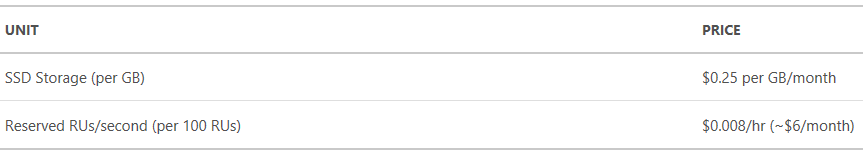 UNIT PRICE
SSD Storage (per GB) $0.25 per GB/month
Reserved RUs/second (per 100 RUs) $0.008/hr (~$6/month)